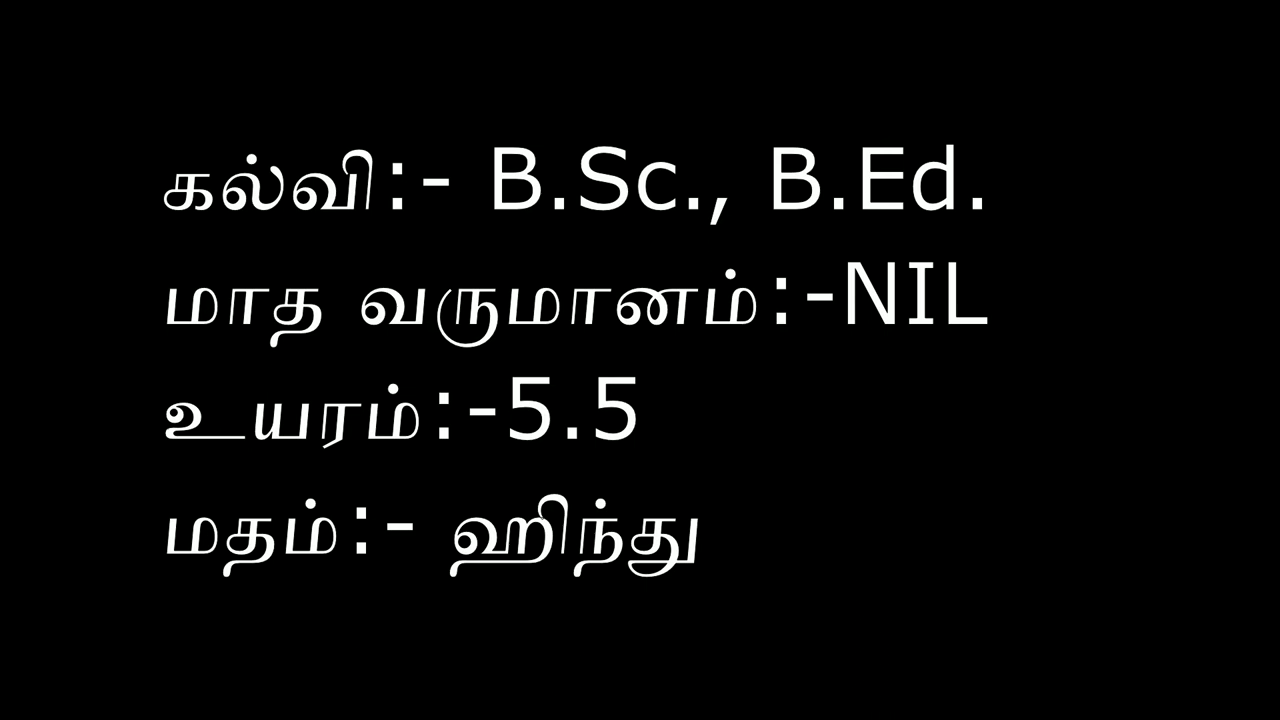 கல்வி:- B.Sc., B.Ed.
மாத வருமானம்:-NIL
உயரம்:-5.5
மதம்:- ஹிந்து